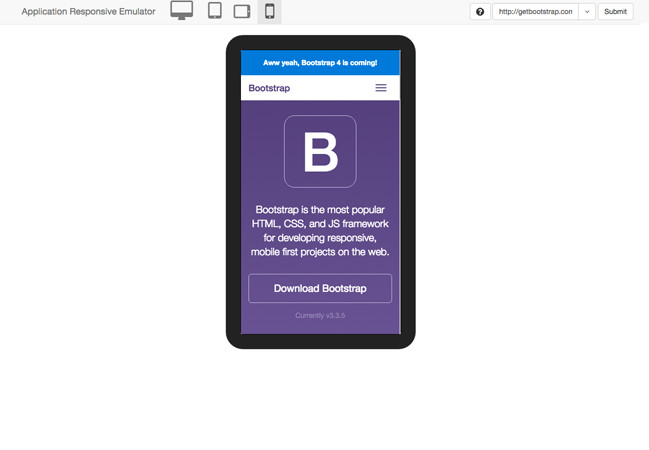 Application Responsive Emulator
http://getbootstrap.con
Submit
Aww yeah, Bootstrap 4 is coming!
Bootstrap
B
Bootstrap is the most popular
HTML, CSS, and JS framework
for developing responsive,
mobile first projects on the web.
Download Bootstrap
Currently v3.3.5